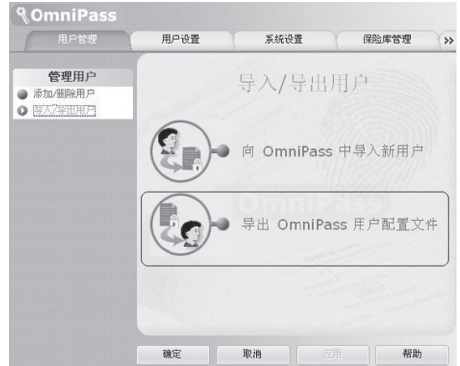 OmniPass
用户管理 用户设置 系统设置 保险库管理 >>
管理用户
添加/删除用户
导入/导出用户
导入/导出用户
向 OmniPass 中导入新用户
OmniPass
导出 OmniPass 用户配置文件
确定 取消 应用 帮助